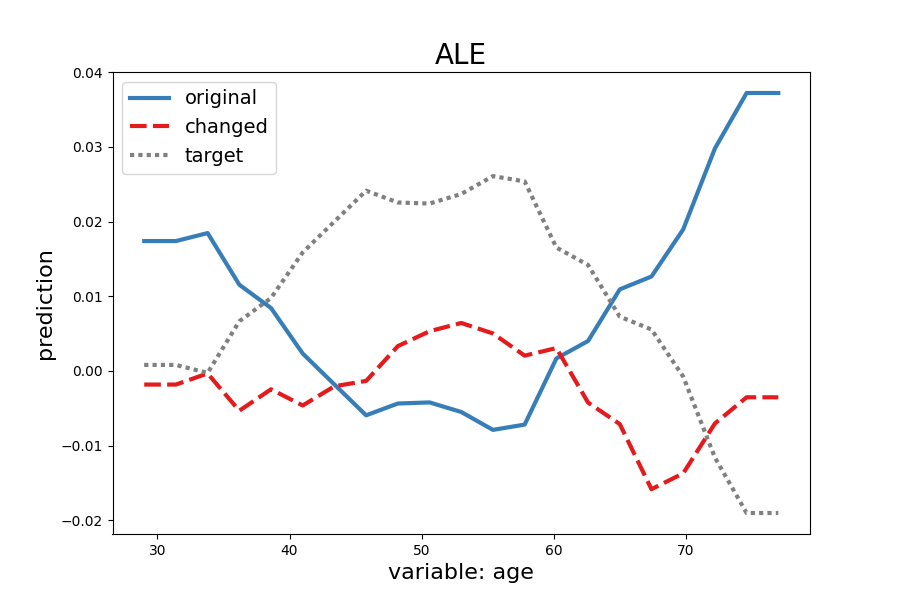 ALE
original
changed
target
prediction
0.04
0.03
0.02
0.01
0.00
−0.01
−0.02
30 40 50 60 70
variable: age